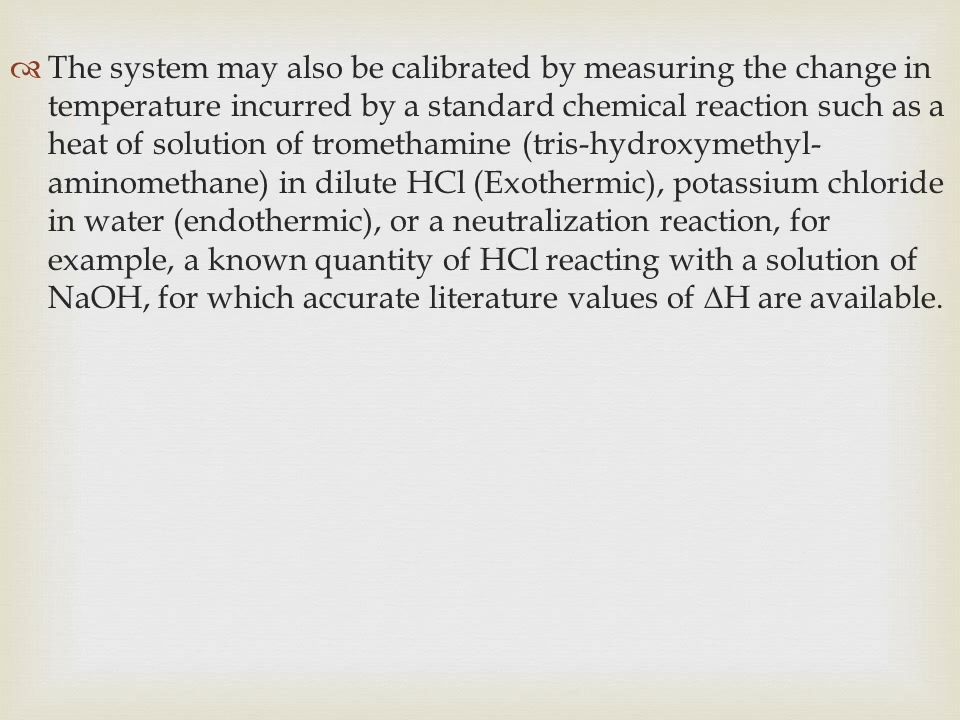 The system may also be calibrated by measuring the change in
temperature incurred by a standard chemical reaction such as a
heat of solution of tromethamine (tris-hydroxymethyl-
aminomethane) in dilute HCl (Exothermic), potassium chloride
in water (endothermic), or a neutralization reaction, for
example, a known quantity of HCl reacting with a solution of
NaOH, for which accurate literature values of ΔH are available.